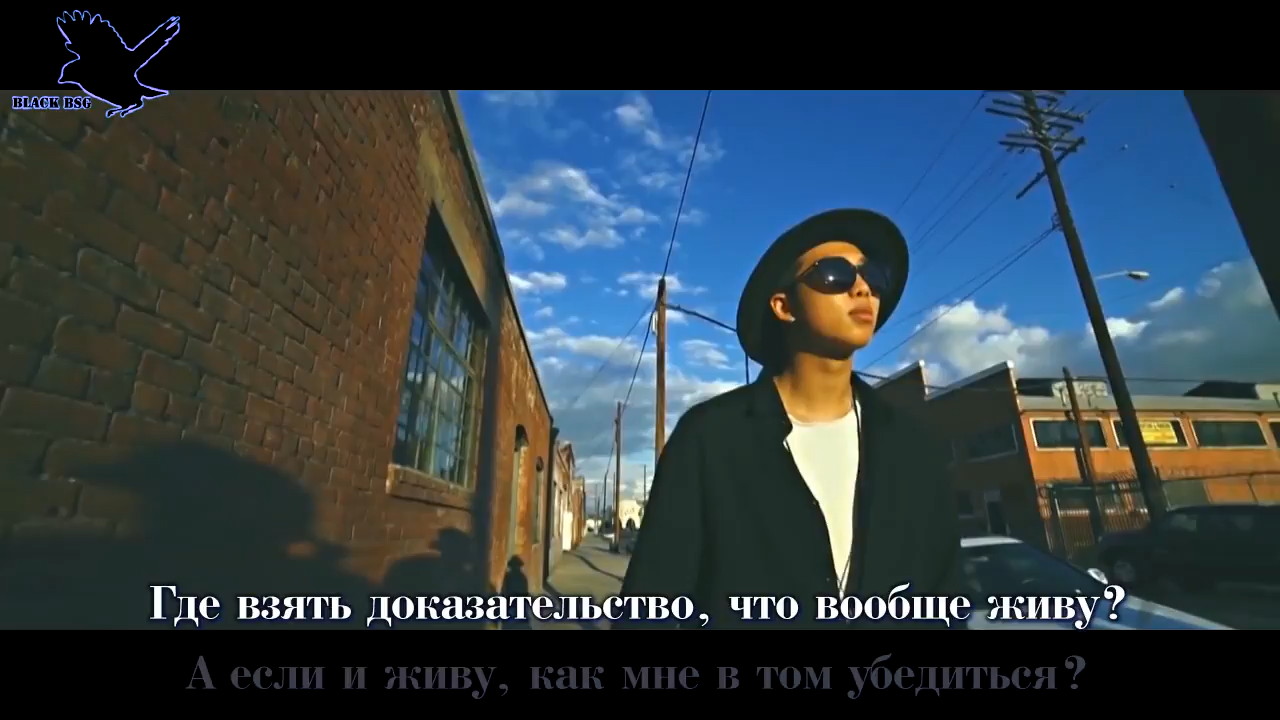 BLACK BSG
Где взять доказательство, что вообще живу?
А если и живу, как мне в том убедиться?